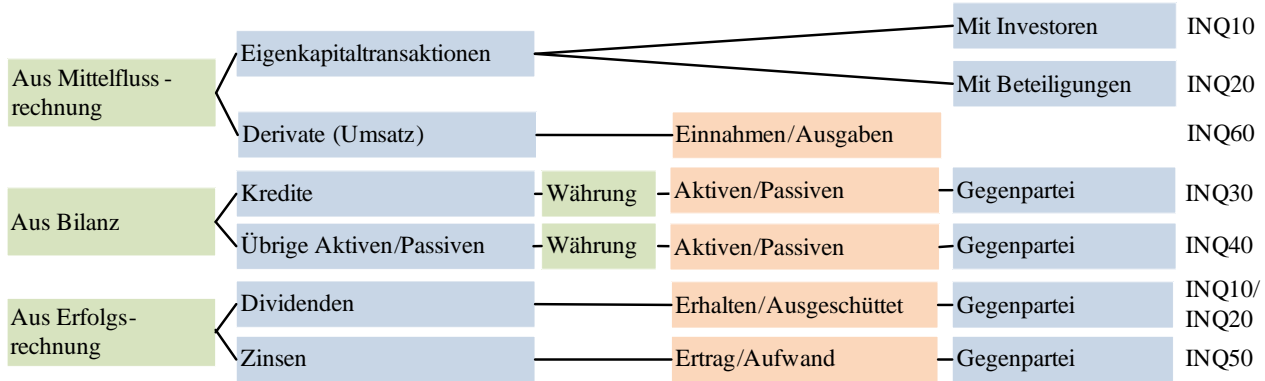 Mit Investoren INQ10
Eigenkapitaltransaktionen
Aus Mittelfluss -
rechnung
Mit Beteiligungen INQ20
Derivate (Umsatz) Einnahmen/Ausgaben INQ60
Kredite Währung Aktiven/Passiven Gegenpartei INQ30
Aus Bilanz
Übrige Aktiven/Passiven Währung Aktiven/Passiven Gegenpartei INQ40
Dividenden Erhalten/Ausgeschüttet Gegenpartei INQ10/
INQ20
Aus Erfolgs-
rechnung
Zinsen Ertrag/Aufwand Gegenpartei INQ50